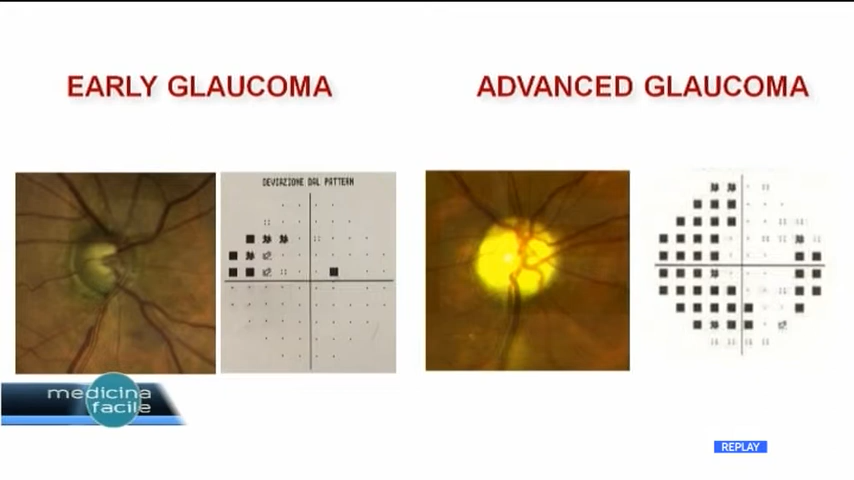 EARLY GLAUCOMA
ADVANCED GLAUCOMA
DEVIAZIONE DAL PATTERN
medicina
facile
REPLAY